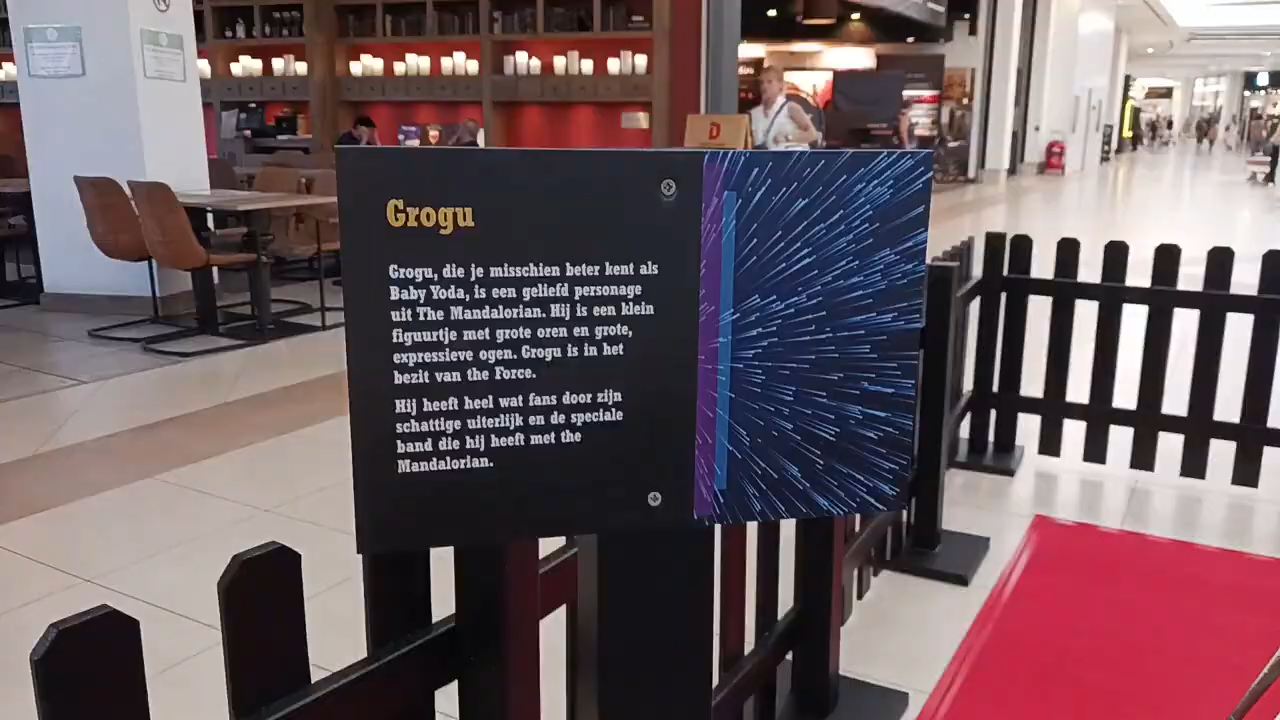 Grogu
Grogu, die je misschien beter kent als
Baby Yoda, is een geliefd personage
uit The Mandalorian. Hij is een klein
figuurtje met grote oren en grote,
expressieve ogen. Grogu is in het
bezit van the Force.
Hij heeft heel wat fans door zijn
schattige uiterlijk en de speciale
band die hij heeft met the
Mandalorian.
D